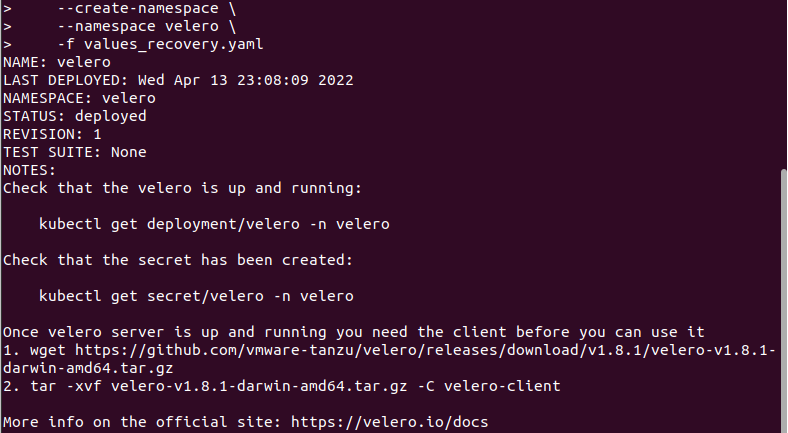 >     --create-namespace \
>     --namespace velero \
>     -f values_recovery.yaml
NAME: velero
LAST DEPLOYED: Wed Apr 13 23:08:09 2022
NAMESPACE: velero
STATUS: deployed
REVISION: 1
TEST SUITE: None
NOTES:
Check that the velero is up and running:
    kubectl get deployment/velero -n velero
Check that the secret has been created:
    kubectl get secret/velero -n velero
Once velero server is up and running you need the client before you can use it
1. wget https://github.com/vmware-tanzu/velero/releases/download/v1.8.1/velero-v1.8.1-
darwin-amd64.tar.gz
2. tar -xvf velero-v1.8.1-darwin-amd64.tar.gz -C velero-client
More info on the official site: https://velero.io/docs